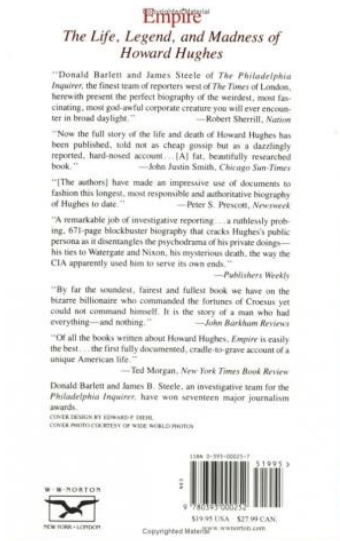 Copyrighted Material
Empire
The Life, Legend, and Madness of
Howard Hughes
"Donald Barlett and James Steele of The Philadelphia
Inquirer, the finest team of reporters west of The Times of London,
herewith present the perfect biography of the weirdest, most fas-
cinating, most god-awful corporate creature you will ever encoun-
ter in broad daylight." —Robert Sherrill, Nation
"Now the full story of the life and death of Howard Hughes has
been published, told not as cheap gossip but as a dazzlingly
reported, hard-nosed account . . . [A] fat, beautifully researched
book." —John Justin Smith, Chicago Sun-Times
"[The authors] have made an impressive use of documents to
fashion this longest, most responsible and authoritative biography
of Hughes to date." —Peter S. Prescott, Newsweek
"A remarkable job of investigative reporting . . . a ruthlessly prob-
ing, 671-page blockbuster biography that cracks Hughes's public
persona as it disentangles the psychodrama of his private doings—
his ties to Watergate and Nixon, his mysterious death, the way the
CIA apparently used him to serve its own ends."
—Publishers Weekly
"By far the soundest, fairest and fullest book we have on the
bizarre billionaire who commanded the fortunes of Croesus yet
could not command himself. It is the story of a man who had
everything—and nothing." —John Barkham Reviews
"Of all the books written about Howard Hughes, Empire is easily
the best . . . the first fully documented, cradle-to-grave account of a
unique American life."
—Ted Morgan, New York Times Book Review
Donald Barlett and James B. Steele, an investigative team for the
Philadelphia Inquirer, have won seventeen major journalism
awards.
COVER DESIGN BY EDWARD P. DIEHL
COVER PHOTO COURTESY OF WIDE WORLD PHOTOS
ISBN 0-393-00025-7
51995
9 780393 000252
W·W·NORTON
NEW YORK · LONDON
$19.95 USA $27.99 CAN.
www.wwnorton.com
Copyrighted Material